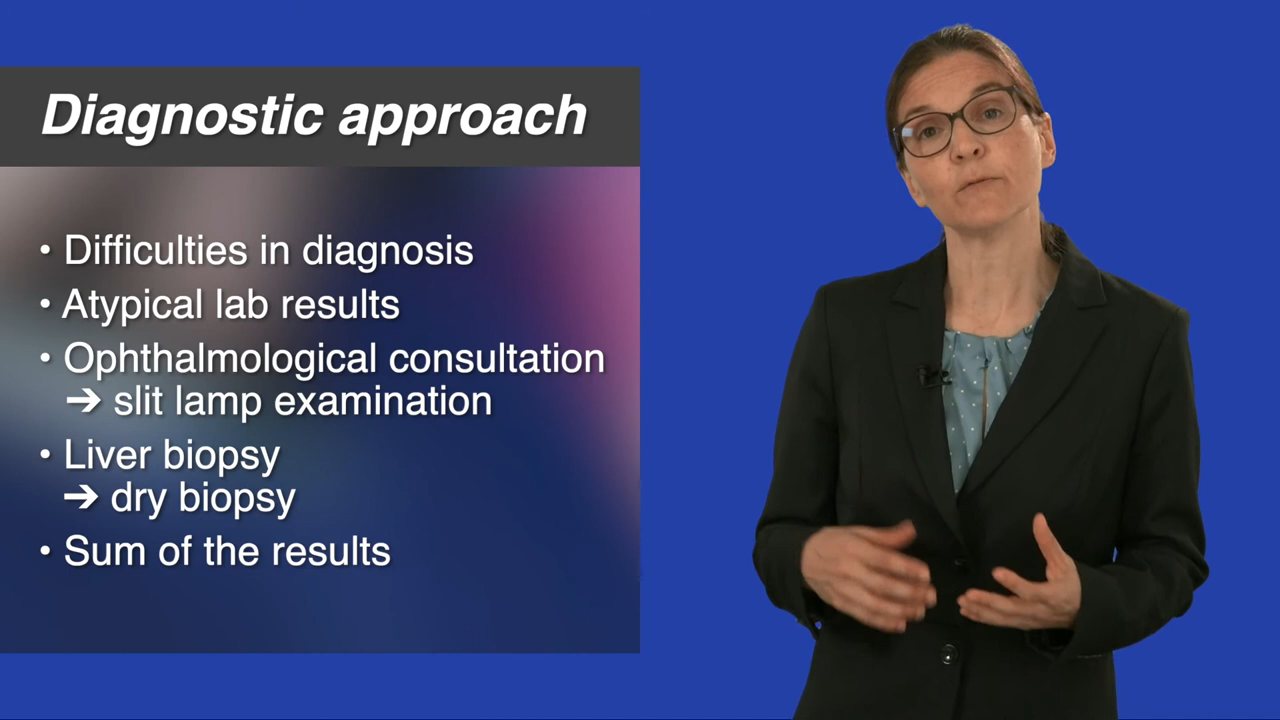 Diagnostic approach
• Difficulties in diagnosis
• Atypical lab results
• Ophthalmological consultation
➔ slit lamp examination
• Liver biopsy
➔ dry biopsy
• Sum of the results